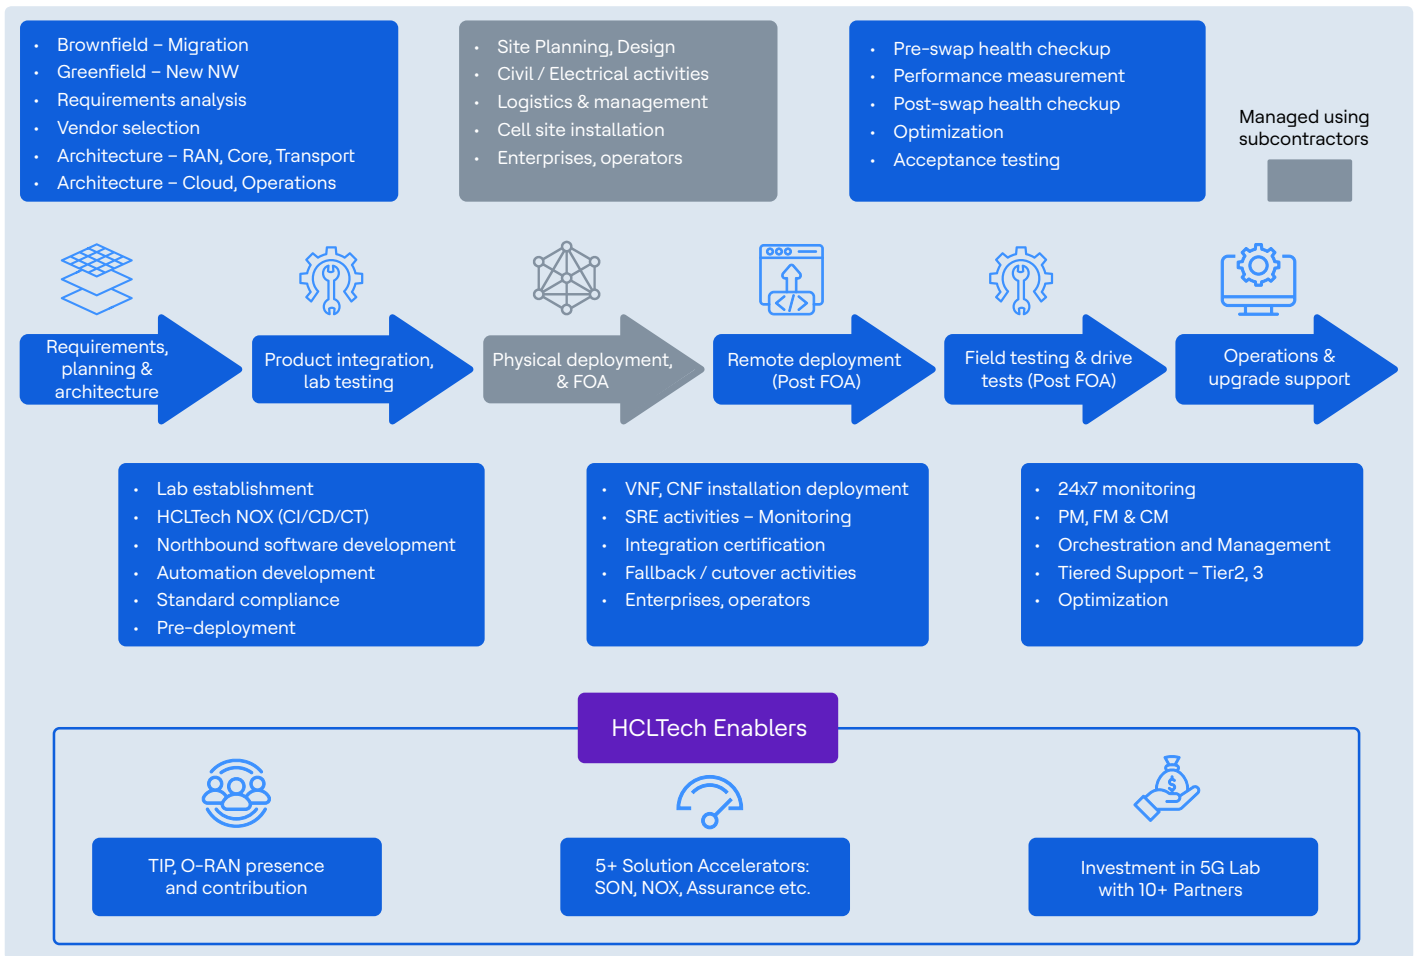 • Brownfield – Migration
• Greenfield – New NW
• Requirements analysis
• Vendor selection
• Architecture – RAN, Core, Transport
• Architecture – Cloud, Operations
• Site Planning, Design
• Civil / Electrical activities
• Logistics & management
• Cell site installation
• Enterprises, operators
• Pre-swap health checkup
• Performance measurement
• Post-swap health checkup
• Optimization
• Acceptance testing
Managed using
subcontractors
Requirements,
planning &
architecture
Product integration,
lab testing
Physical deployment,
& FOA
Remote deployment
(Post FOA)
Field testing & drive
tests (Post FOA)
Operations &
upgrade support
• Lab establishment
• HCLTech NOX (CI/CD/CT)
• Northbound software development
• Automation development
• Standard compliance
• Pre-deployment
• VNF, CNF installation deployment
• SRE activities – Monitoring
• Integration certification
• Fallback / cutover activities
• Enterprises, operators
• 24x7 monitoring
• PM, FM & CM
• Orchestration and Management
• Tiered Support – Tier2, 3
• Optimization
HCLTech Enablers
TIP, O-RAN presence
and contribution
5+ Solution Accelerators:
SON, NOX, Assurance etc.
Investment in 5G Lab
with 10+ Partners